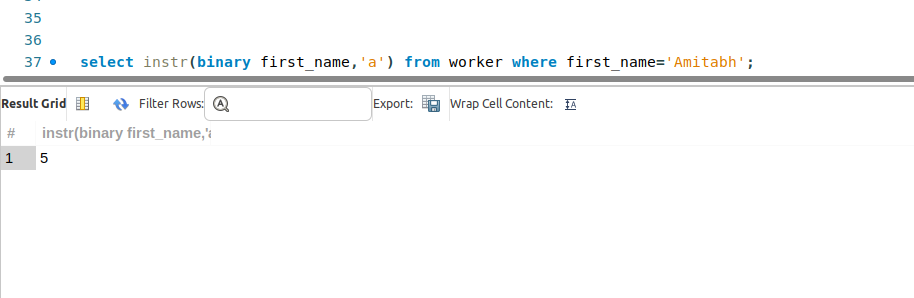 35
36
37 select instr(binary first_name,'a') from worker where first_name='Amitabh';
Result Grid Filter Rows: Export: Wrap Cell Content: IA
# instr(binary first_name,'a
1 5